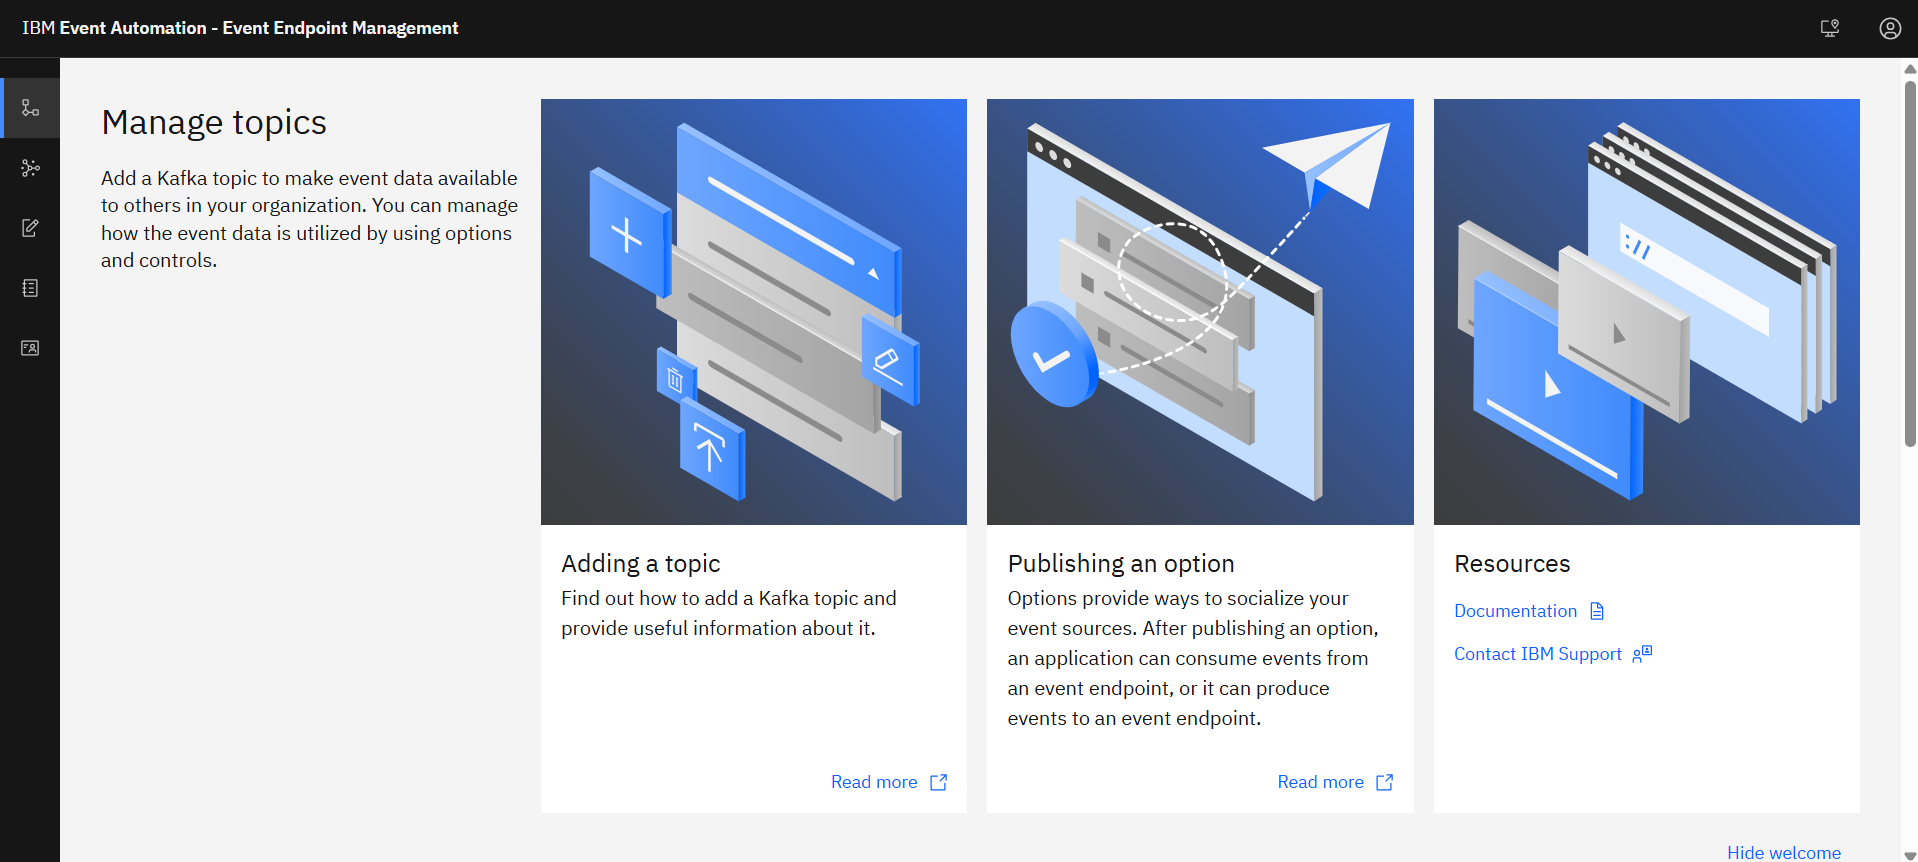 IBM Event Automation - Event Endpoint Management
Manage topics
Add a Kafka topic to make event data available
to others in your organization. You can manage
how the event data is utilized by using options
and controls.
Adding a topic
Find out how to add a Kafka topic and
provide useful information about it.
Read more
Publishing an option
Options provide ways to socialize your
event sources. After publishing an option,
an application can consume events from
an event endpoint, or it can produce
events to an event endpoint.
Read more
Resources
Documentation
Contact IBM Support
Hide welcome